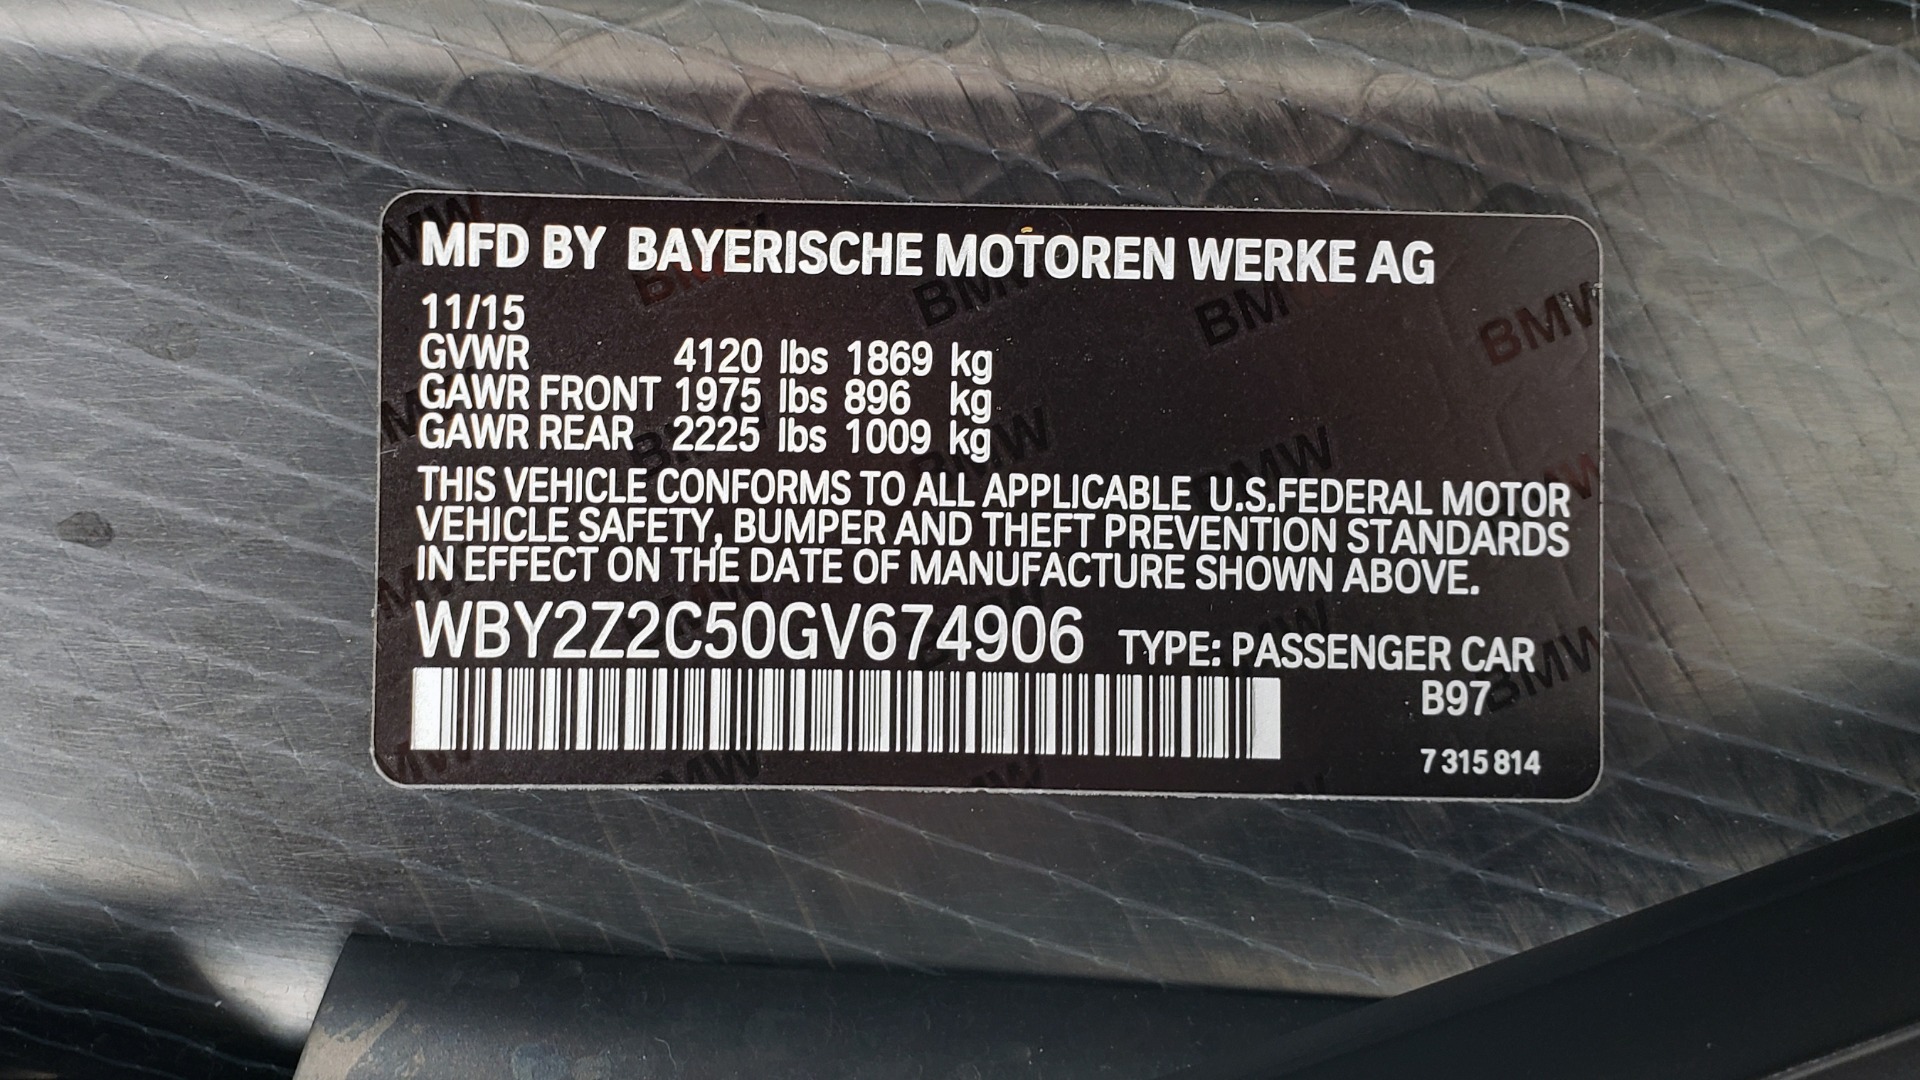 MFD BY BAYERISCHE MOTOREN WERKE AG
11/15
GVWR 4120 lbs 1869 kg
GAWR FRONT 1975 lbs 896 kg
GAWR REAR 2225 lbs 1009 kg
THIS VEHICLE CONFORMS TO ALL APPLICABLE U.S.FEDERAL MOTOR
VEHICLE SAFETY, BUMPER AND THEFT PREVENTION STANDARDS
IN EFFECT ON THE DATE OF MANUFACTURE SHOWN ABOVE.
WBY2Z2C50GV674906 TYPE: PASSENGER CAR
B97
7 315 814